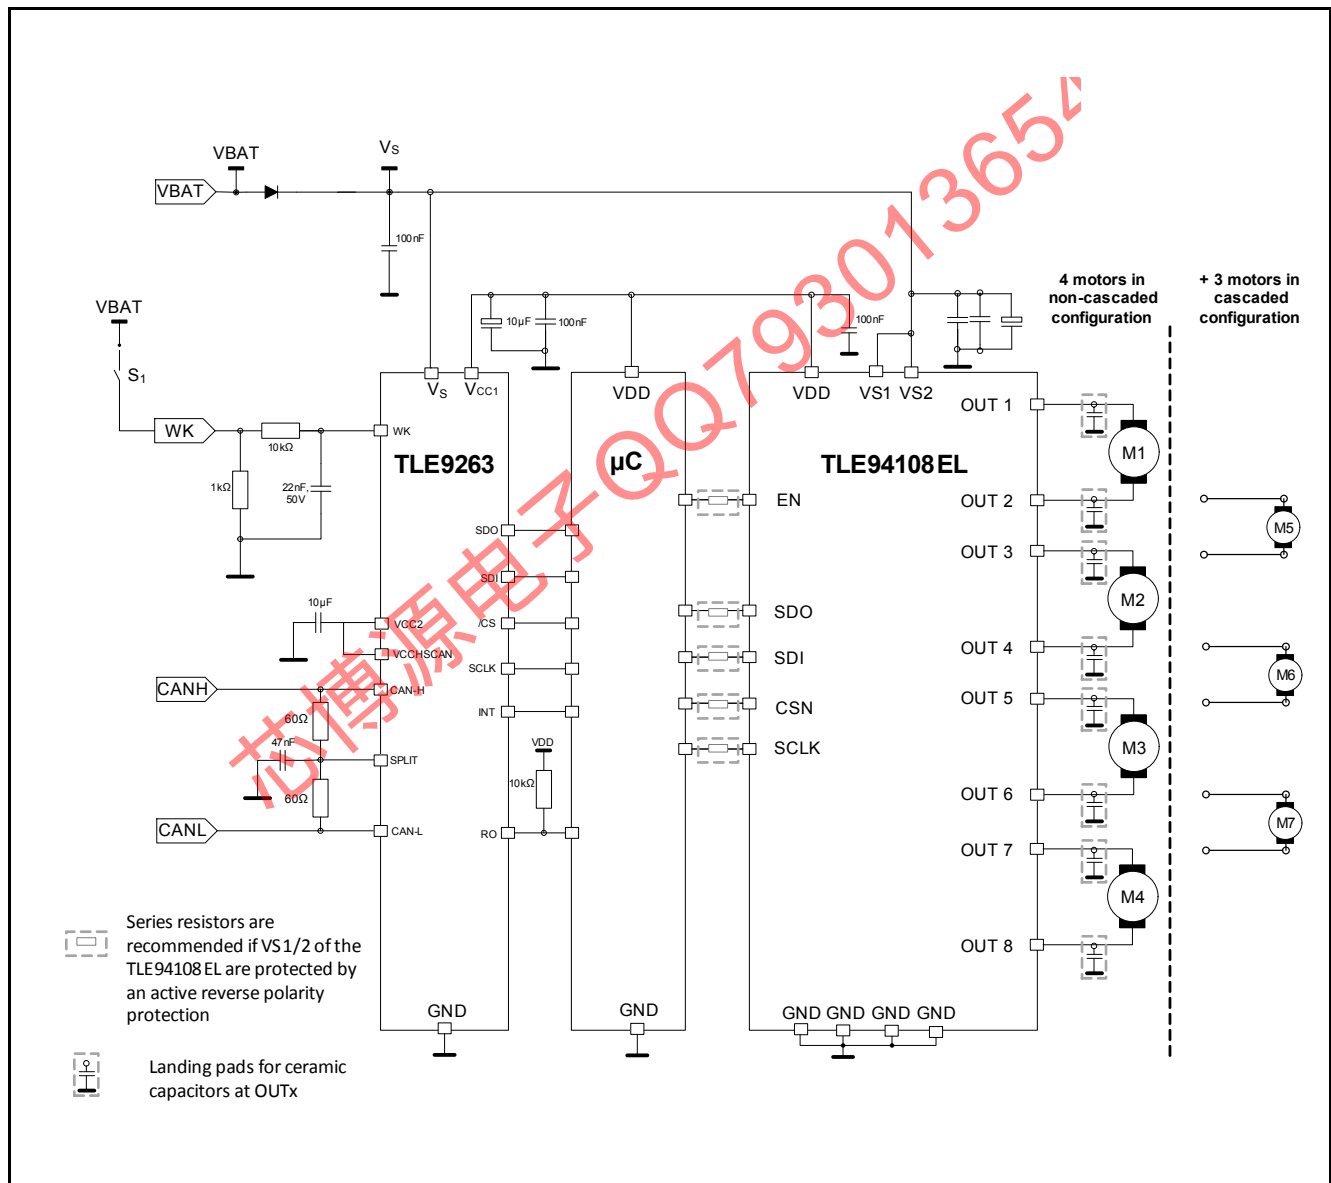 芯博源电子QQ793013654
VBAT
VS
VBAT
100nF
4 motors in
non-cascaded
configuration
+ 3 motors in
cascaded
configuration
VBAT
10µF
100nF
100nF
S1
VS
VCC1
VDD
VDD
VS1
VS2
OUT 1
WK
10kΩ
WK
TLE9263
µC
TLE94108EL
M1
1kΩ
22nF,
50V
EN
OUT 2
SDO
M5
OUT 3
SDI
10µF
M2
SDO
VCC2
/CS
OUT 4
VCCHSCAN
SDI
SCLK
M6
CANH
CAN-H
OUT 5
60Ω
INT
CSN
47nF
VDD
SCLK
M3
SPLIT
10kΩ
60Ω
OUT 6
CANL
CAN-L
RO
M7
OUT 7
M4
Series resistors are
recommended if VS1/2 of the
TLE94108EL are protected by
an active reverse polarity
protection
OUT 8
GND
GND
GND GND GND GND
Landing pads for ceramic
capacitors at OUTx